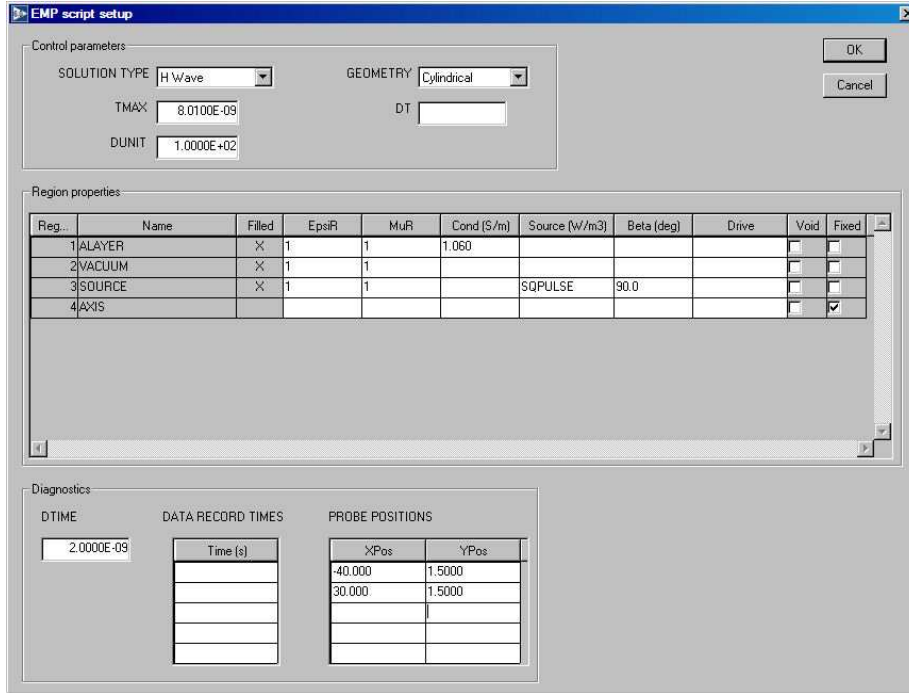 EMP script setup
Control parameters
SOLUTION TYPE H Wave GEOMETRY Cylindrical OK
TMAX 8.0100E-09 DT Cancel
DUNIT 1.0000E+02
Region properties
Reg... Name Filled EpsiR MuR Cond (S/m) Source (W/m3) Beta (deg) Drive Void Fixed
1 ALAYER X 1 1 1.060
2 VACUUM X 1 1
3 SOURCE X 1 1 SQPULSE 90.0
4 AXIS
Diagnostics
DTIME DATA RECORD TIMES PROBE POSITIONS
2.0000E-09 Time (s) XPos YPos
-40.000 1.5000
30.000 1.5000